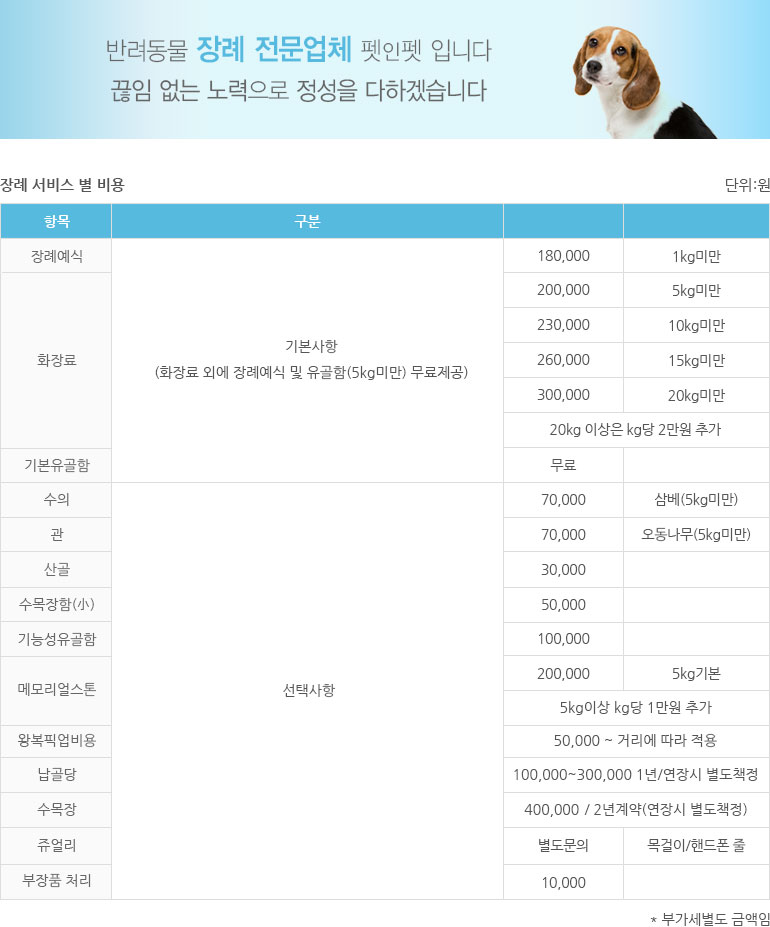 반려동물 장례 전문업체 펫인펫 입니다
끊임 없는 노력으로 정성을 다하겠습니다
장례 서비스 별 비용 단위:원
항목 구분
장례예식 180,000 1kg미만
200,000 5kg미만
230,000 10kg미만
기본사항
화장료 260,000 15kg미만
(화장료 외에 장례예식 및 유골함(5kg미만) 무료제공)
300,000 20kg미만
20kg 이상은 kg당 2만원 추가
기본유골함 무료
수의 70,000 삼베(5kg미만)
관 70,000 오동나무(5kg미만)
산골 30,000
수목장함(小) 50,000
기능성유골함 100,000
메모리얼스톤 200,000 5kg기본
선택사항
5kg이상 kg당 1만원 추가
왕복픽업비용 50,000 ~ 거리에 따라 적용
납골당 100,000~300,000 1년/연장시 별도책정
수목장 400,000 / 2년계약(연장시 별도책정)
쥬얼리 별도문의 목걸이/핸드폰 줄
부장품 처리 10,000
* 부가세별도 금액임